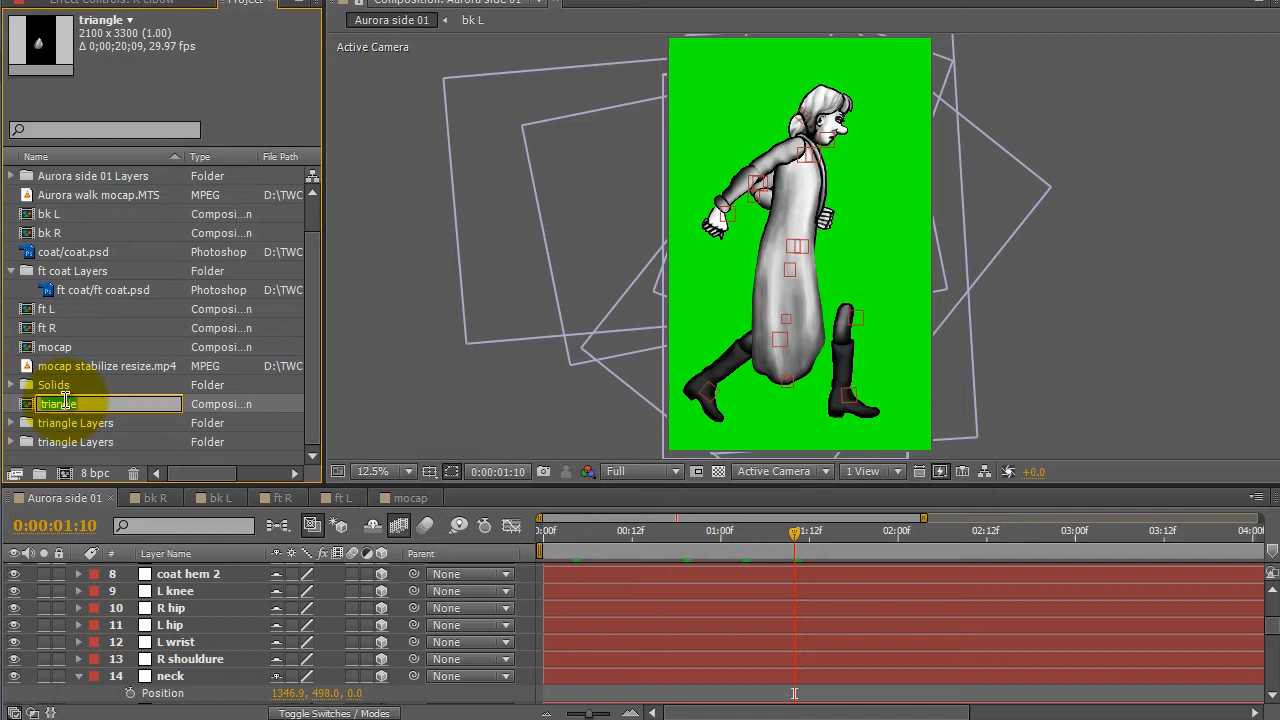 Project
Composition: Aurora side 01
triangle
2100 x 3300 (1.00)
Δ 0;00;20;09, 29.97 fps
Aurora side 01
bk L
Active Camera
Name
Type
File Path
Aurora side 01 Layers
Folder
Aurora walk mocap.MTS
MPEG
D:\TWC
bk L
Composi...n
bk R
Composi...n
coat/coat.psd
Photoshop
D:\TWC
ft coat Layers
Folder
ft coat/ft coat.psd
Photoshop
D:\TWC
ft L
Composi...n
ft R
Composi...n
mocap
Composi...n
mocap stabilize resize.mp4
MPEG
D:\TWC
Solids
Folder
triangle
Composi...n
triangle Layers
Folder
triangle Layers
Folder
8 bpc
12.5%
0:00:01:10
Full
Active Camera
1 View
+0.0
Aurora side 01
bk R
bk L
ft R
ft L
mocap
0:00:01:10
:00f
00:12f
01:00f
01:12f
02:00f
02:12f
03:00f
03:12f
04:00f
#
Layer Name
Parent
8
coat hem 2
None
9
L knee
None
10
R hip
None
11
L hip
None
12
L wrist
None
13
R shouldure
None
14
neck
None
Position
1346.9, 498.0, 0.0
Toggle Switches / Modes